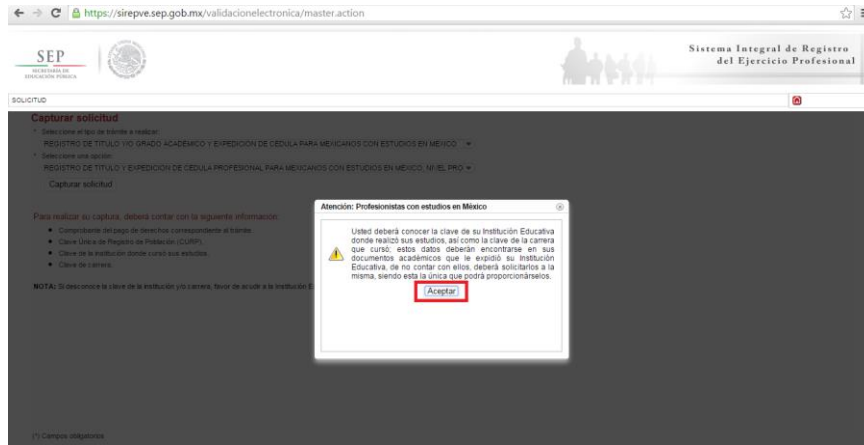 https://sirepve.sep.gob.mx/validacionelectronica/master.action
SEP
SECRETARÍA DE
EDUCACIÓN PÚBLICA
Sistema Integral de Registro
del Ejercicio Profesional
SOLICITUD
Capturar solicitud
* Seleccione el tipo de trámite a realizar:
REGISTRO DE TITULO Y/O GRADO ACADÉMICO Y EXPEDICIÓN DE CEDULA PARA MEXICANOS CON ESTUDIOS EN MÉXICO
* Seleccione una opción:
REGISTRO DE TITULO Y EXPEDICION DE CEDULA PROFESIONAL PARA MEXICANOS CON ESTUDIOS EN MÉXICO, NIVEL PRO
Capturar solicitud
Para realizar su captura, deberá contar con la siguiente información:
Comprobante del pago de derechos correspondiente al trámite.
Clave Única de Registro de Población (CURP).
Clave de la institución donde cursó sus estudios.
Clave de carrera.
NOTA: Si desconoce la clave de la institución y/o carrera, favor de acudir a la Institución E
Atención: Profesionistas con estudios en México
Usted deberá conocer la clave de su Institución Educativa
donde realizó sus estudios, así como la clave de la carrera
que cursó; estos datos deberán encontrarse en sus
documentos académicos que le expidió su Institución
Educativa, de no contar con ellos, deberá solicitarlos a la
misma, siendo esta la única que podrá proporcionárselos.
Aceptar
(*) Campos obligatorios